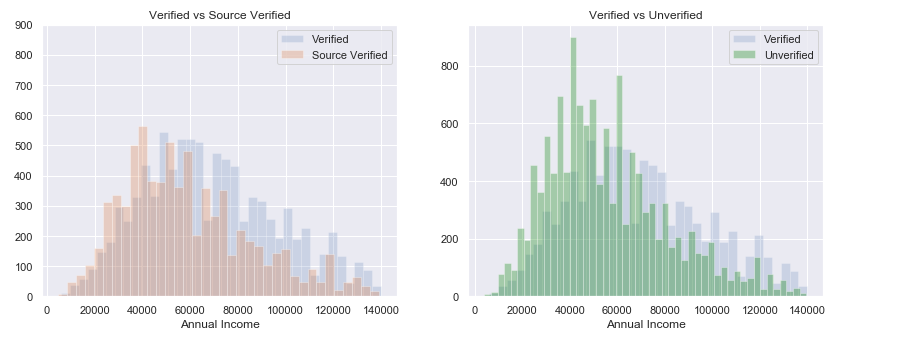 Verified vs Source Verified
900
800
700
600
500
400
300
200
100
0
Verified
Source Verified
0 20000 40000 60000 80000 100000 120000 140000
Annual Income
Verified vs Unverified
800
600
400
200
0
Verified
Unverified
0 20000 40000 60000 80000 100000 120000 140000
Annual Income